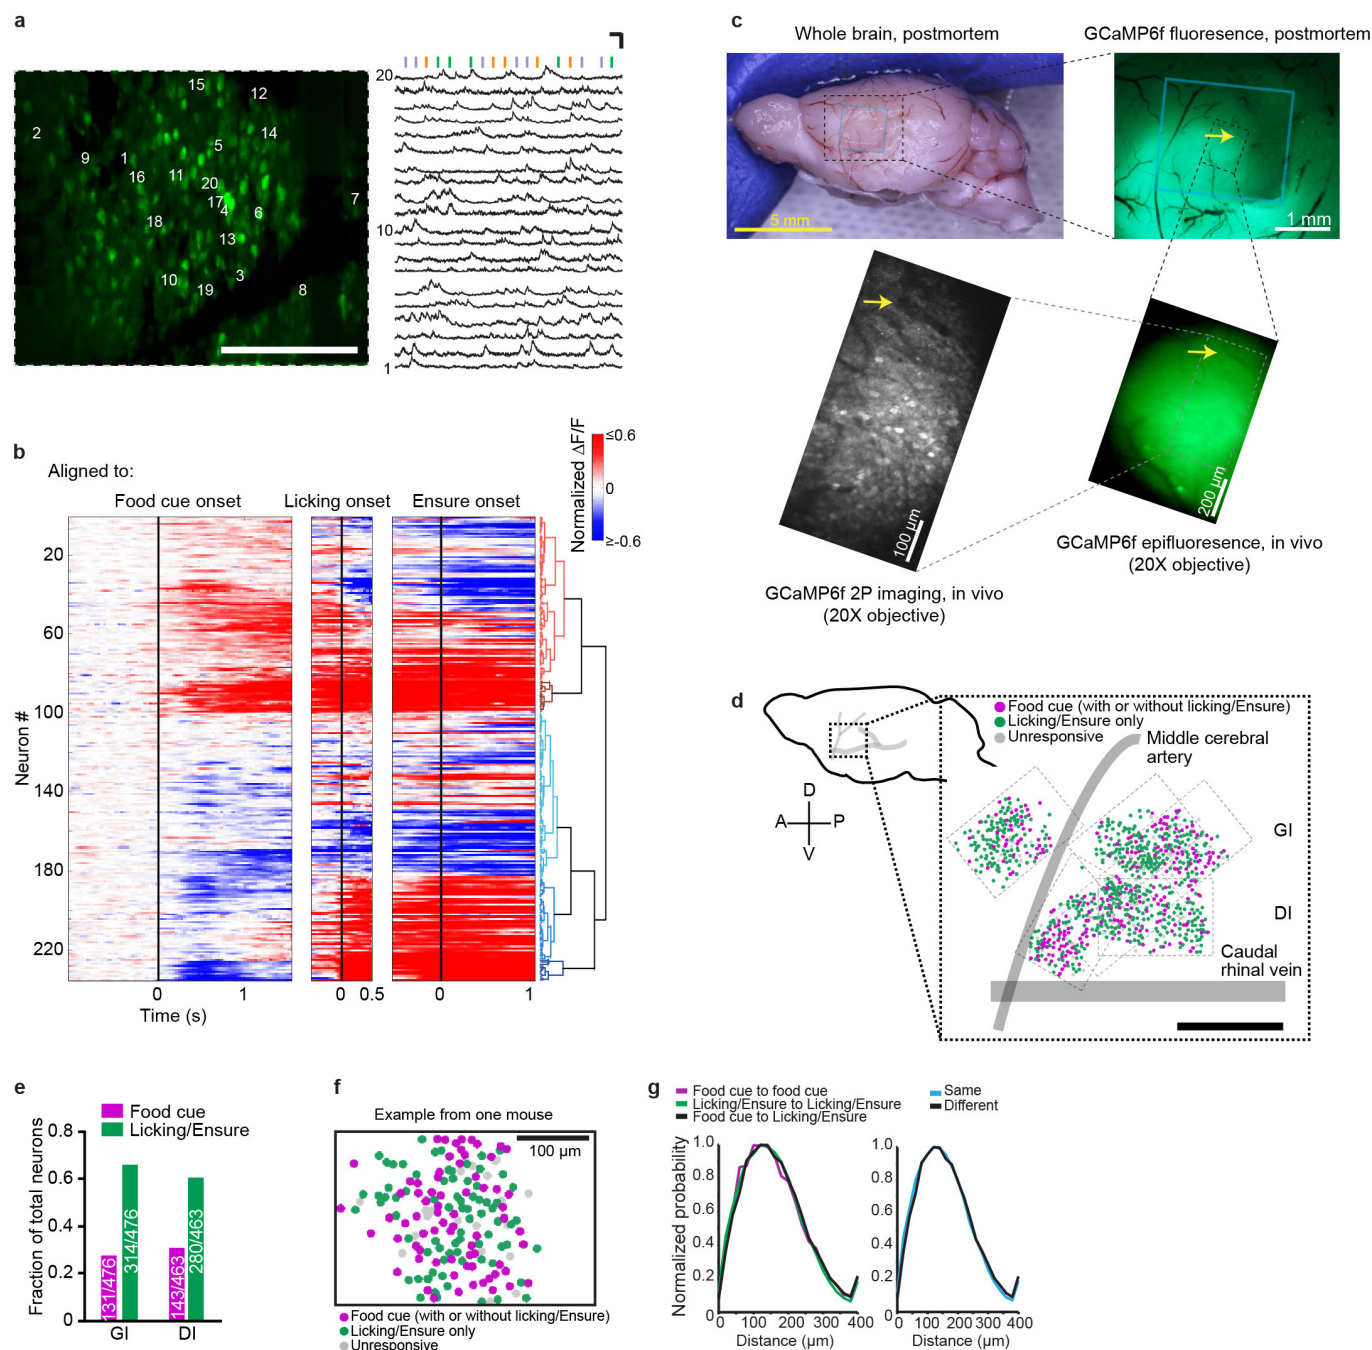 a
20
10
1
15
12
2
14
5
9
1
16
11
20
7
17
4
6
18
13
10
3
19
8
b
Aligned to:
Food cue onset
Licking onset
Ensure onset
Normalized ΔF/F
≤0.6
0
≥-0.6
Neuron #
20
60
100
140
180
220
0
1
0
0.5
0
1
Time (s)
c
Whole brain, postmortem
GCaMP6f fluoresence, postmortem
5 mm
1 mm
100 µm
200 µm
GCaMP6f epifluoresence, in vivo
(20X objective)
GCaMP6f 2P imaging, in vivo
(20X objective)
d
Food cue (with or without licking/Ensure)
Licking/Ensure only
Unresponsive
Middle cerebral
artery
D
A
P
V
GI
DI
Caudal
rhinal vein
e
Food cue
Licking/Ensure
Fraction of total neurons
0.8
0.6
0.4
0.2
0
131/476
314/476
143/463
280/463
GI
DI
f
Example from one mouse
100 µm
Food cue (with or without licking/Ensure)
Licking/Ensure only
Unresponsive
g
Food cue to food cue
Licking/Ensure to Licking/Ensure
Food cue to Licking/Ensure
Same
Different
Normalized probability
1.0
0.8
0.6
0.4
0.2
0
0 100 200 300 400
Distance (µm)
1.0
0.8
0.6
0.4
0.2
0
0 100 200 300 400
Distance (µm)